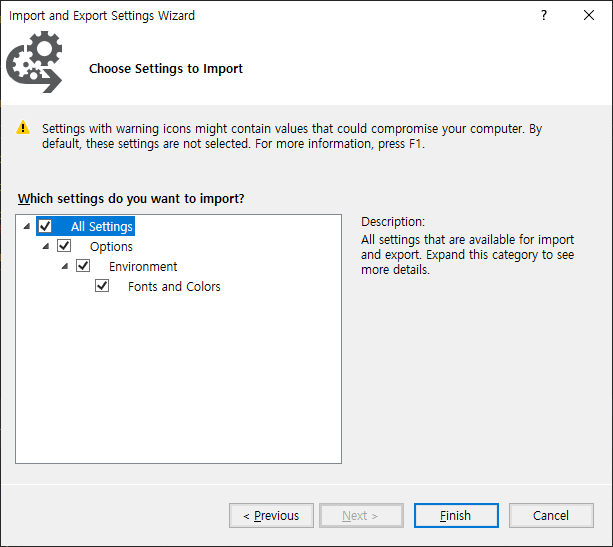 Import and Export Settings Wizard
?
Choose Settings to Import
Settings with warning icons might contain values that could compromise your computer. By
default, these settings are not selected. For more information, press F1.
Which settings do you want to import?
All Settings
Options
Environment
Fonts and Colors
Description:
All settings that are available for import
and export. Expand this category to see
more details.
< Previous
Next >
Finish
Cancel